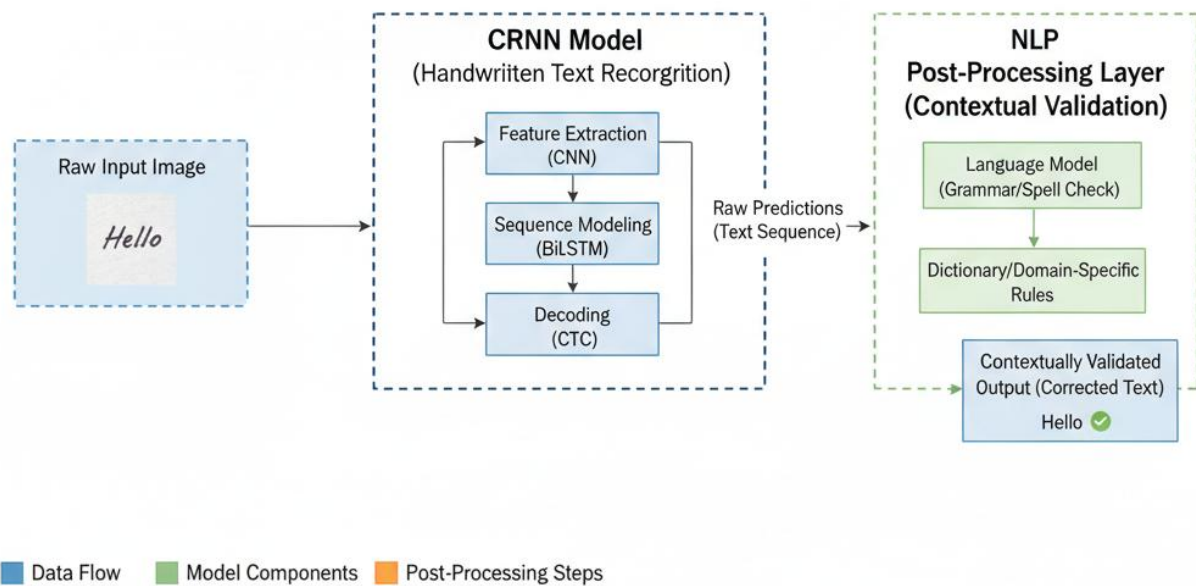 Raw Input Image
Hello
CRNN Model
(Handwriiten Text Recorgrition)
Feature Extraction
(CNN)
Sequence Modeling
(BiLSTM)
Decoding
(CTC)
Raw Predictions
(Text Sequence)
NLP
Post-Processing Layer
(Contextual Validation)
Language Model
(Grammar/Spell Check)
Dictionary/Domain-Specific
Rules
Contextually Validated
Output (Corrected Text)
Hello
Data Flow
Model Components
Post-Processing Steps